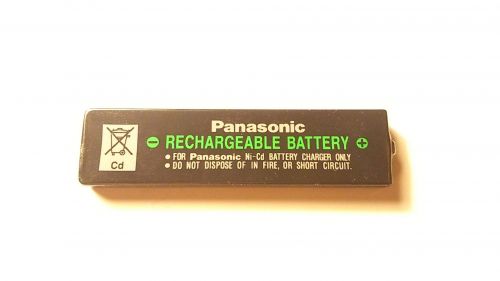 Panasonic
RECHARGEABLE BATTERY
● FOR Panasonic Ni-Cd BATTERY CHARGER ONLY
● DO NOT DISPOSE OF IN FIRE, OR SHORT CIRCUIT.
Cd